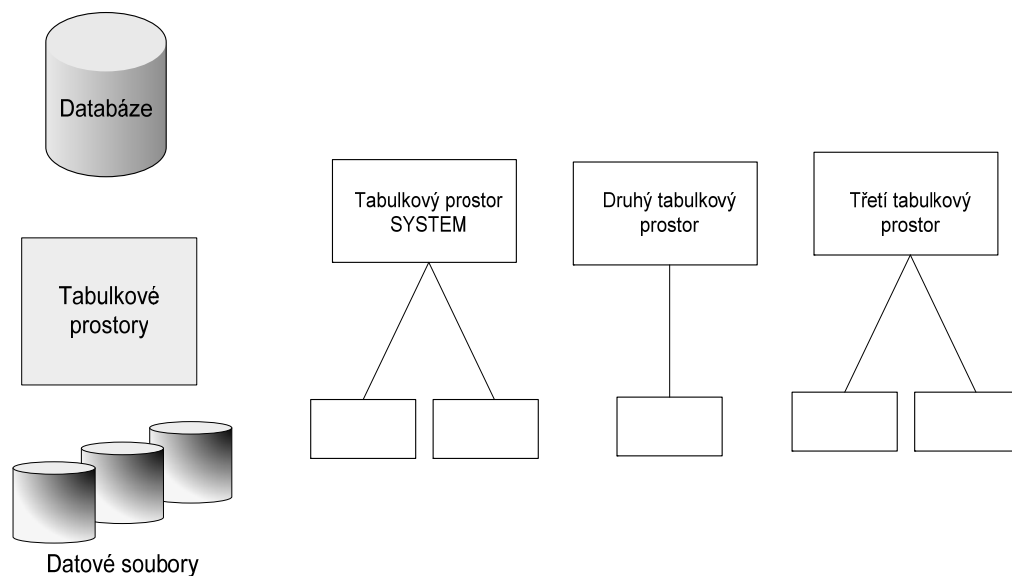 Databáze
Tabulkový prostor
SYSTEM
Druhý tabulkový
prostor
Třetí tabulkový
prostor
Tabulkové
prostory
Datové soubory